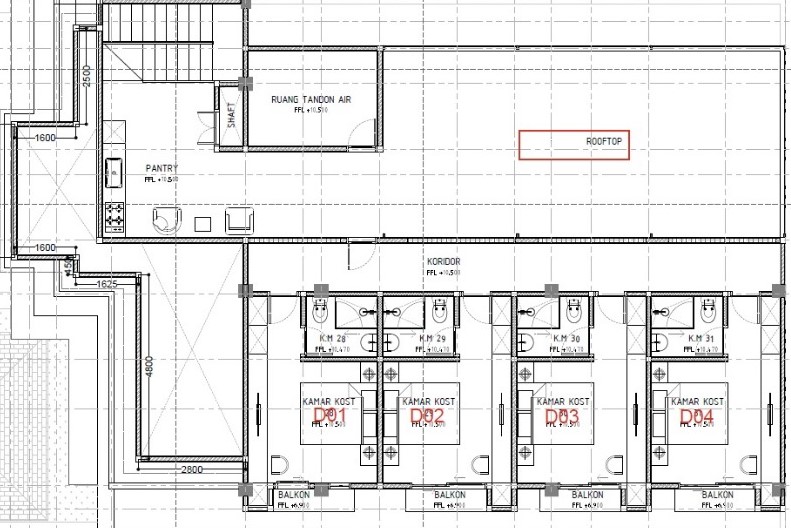 2500
RUANG TANDON AIR
FFL +10.500
SHAFT
ROOFTOP
1600
PANTRY
FFL +10.500
1600
450
KORIDOR
FFL +10.500
1625
K.M 28
FFL +10.470
K.M 29
FFL +10.470
K.M 30
FFL +10.470
K.M 31
FFL +10.470
4800
KAMAR KOST
D01
FFL +10.500
KAMAR KOST
D02
FFL +10.500
KAMAR KOST
D03
FFL +10.500
KAMAR KOST
D04
FFL +10.500
2800
BALKON
FFL +6.900
BALKON
FFL +6.900
BALKON
FFL +6.900
BALKON
FFL +6.900